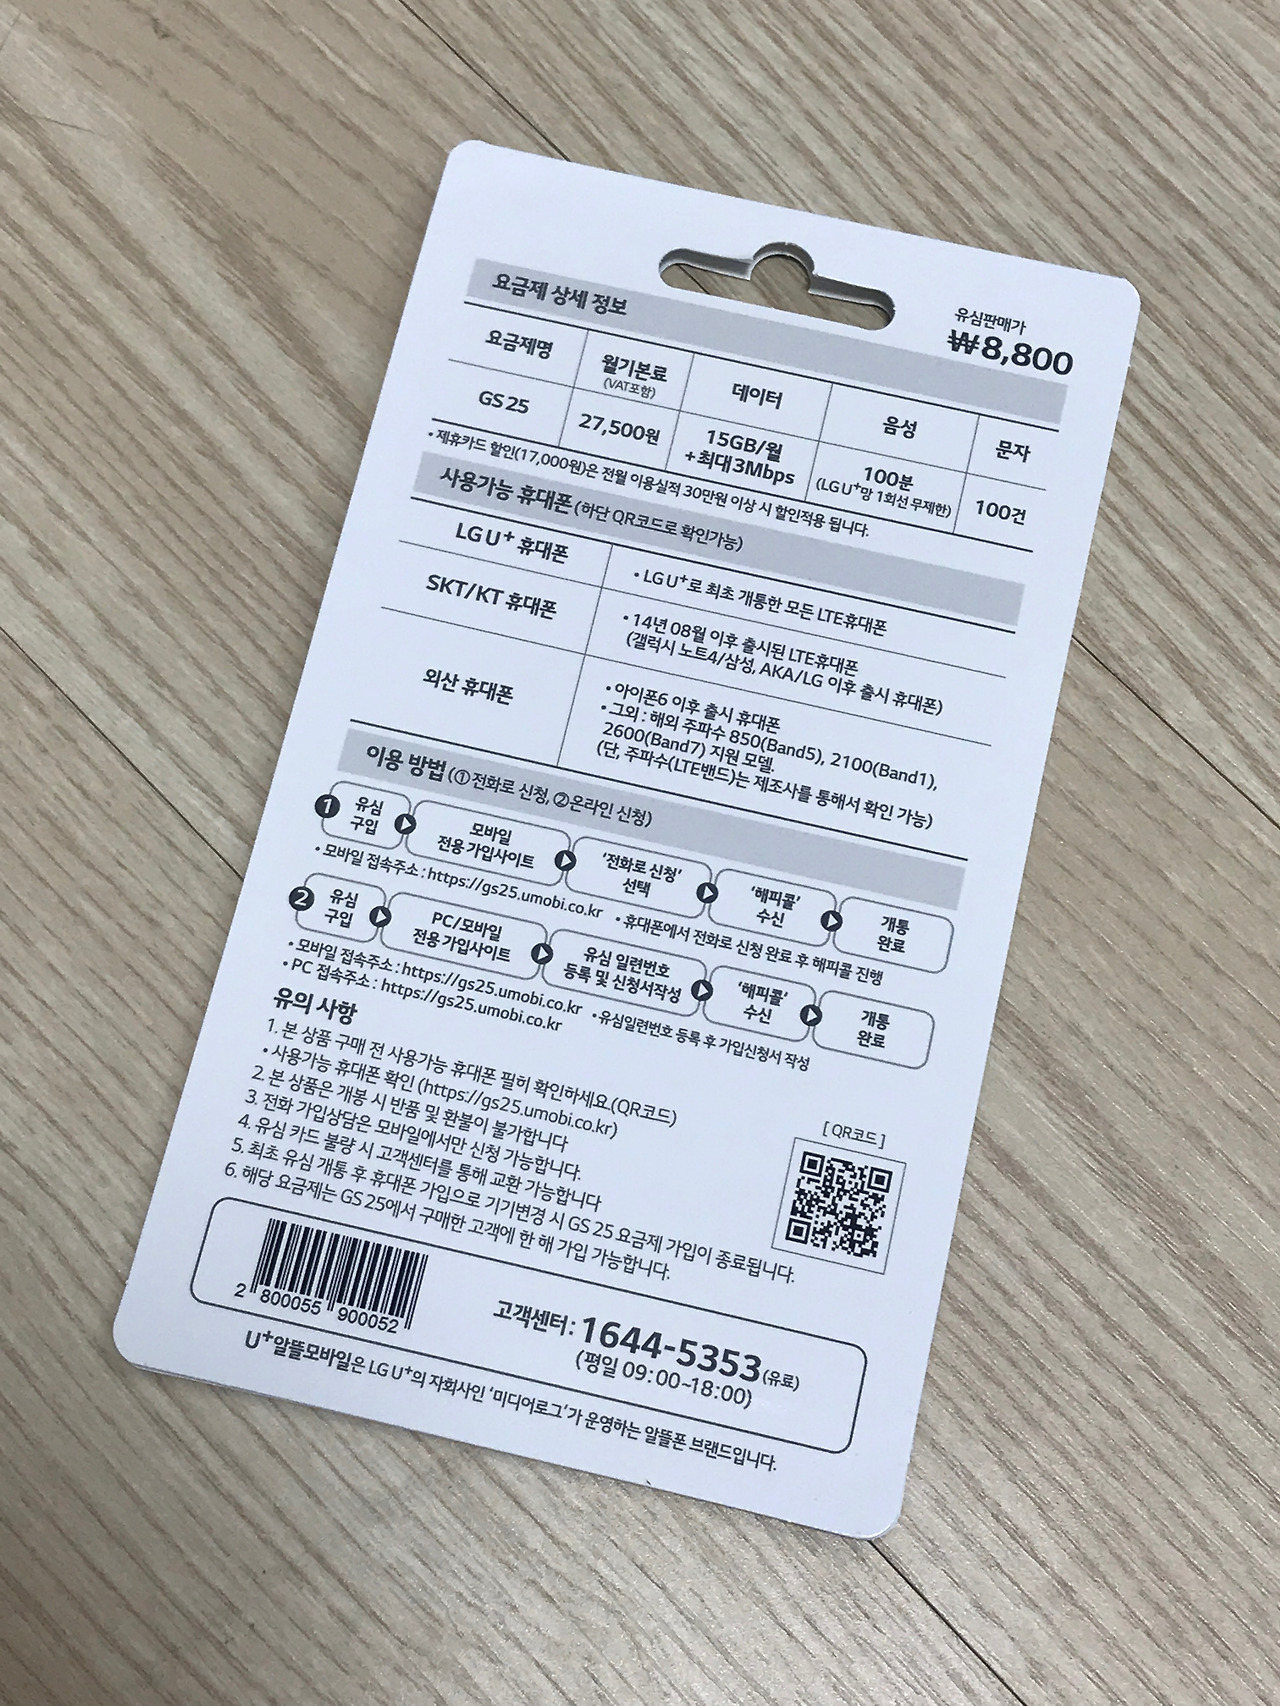 유심판매가
₩8,800
요금제 상세 정보
요금제명 월기본료 (VAT포함) 데이터 음성 문자
GS25 27,500원 15GB/월 +최대3Mbps 100분 (LGU+망 1회선 무제한) 100건
• 제휴카드 할인(17,000원)은 전월 이용실적 30만원 이상 시 할인적용 됩니다.
사용가능 휴대폰 (하단 QR코드로 확인가능)
LG U+ 휴대폰
• LG U+로 최초 개통한 모든 LTE휴대폰
SKT/KT 휴대폰
• 14년 08월 이후 출시된 LTE휴대폰
(갤럭시 노트4/삼성, AKA/LG 이후 출시 휴대폰)
외산 휴대폰
• 아이폰6 이후 출시 휴대폰
• 그외 : 해외 주파수 850(Band5), 2100(Band1),
2600(Band7) 지원 모델.
(단, 주파수(LTE밴드)는 제조사를 통해서 확인 가능)
이용 방법 (① 전화로 신청, ②온라인 신청)
1 유심 구입 모바일 전용 가입사이트 '전화로 신청' 선택 '해피콜' 수신 개통 완료
• 모바일 접속주소 : https://gs25.umobi.co.kr • 휴대폰에서 전화로 신청 완료 후 해피콜 진행
2 유심 구입 PC/모바일 전용 가입사이트 유심 일련번호 등록 및 신청서작성 '해피콜' 수신 개통 완료
• 모바일 접속주소 : https://gs25.umobi.co.kr • 유심일련번호 등록 후 가입신청서 작성
• PC 접속주소 : https://gs25.umobi.co.kr
유의 사항
1. 본 상품 구매 전 사용가능 휴대폰 필히 확인하세요.(QR코드)
• 사용가능 휴대폰 확인 (https://gs25.umobi.co.kr)
2. 본 상품은 개봉 시 반품 및 환불이 불가합니다
3. 전화 가입상담은 모바일에서만 신청 가능합니다.
4. 유심 카드 불량 시 고객센터를 통해 교환 가능합니다
5. 최초 유심 개통 후 휴대폰 가입으로 기기변경 시 GS 25 요금제 가입이 종료됩니다.
6. 해당 요금제는 GS 25에서 구매한 고객에 한 해 가입 가능합니다.
[ QR코드 ]
2 800055 900052
고객센터 : 1644-5353 (유료)
(평일 09:00~18:00)
U+알뜰모바일은 LG U+의 자회사인 '미디어로그'가 운영하는 알뜰폰 브랜드입니다.